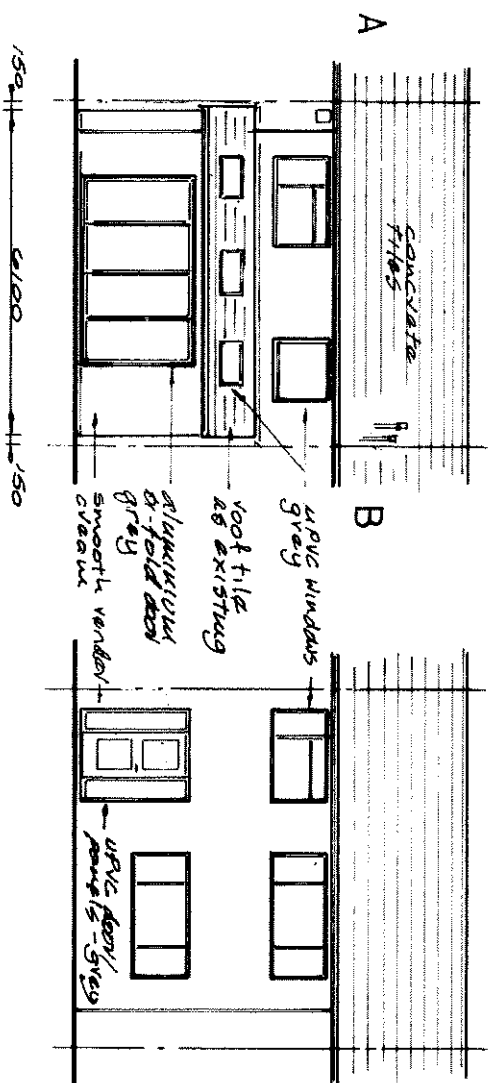 A
B
concrete
tiles
upvc windows
grey
roof tile
as existing
aluminium
bi-fold door
grey
smooth render
cream
upvc door/
panels - grey
150
6100
150